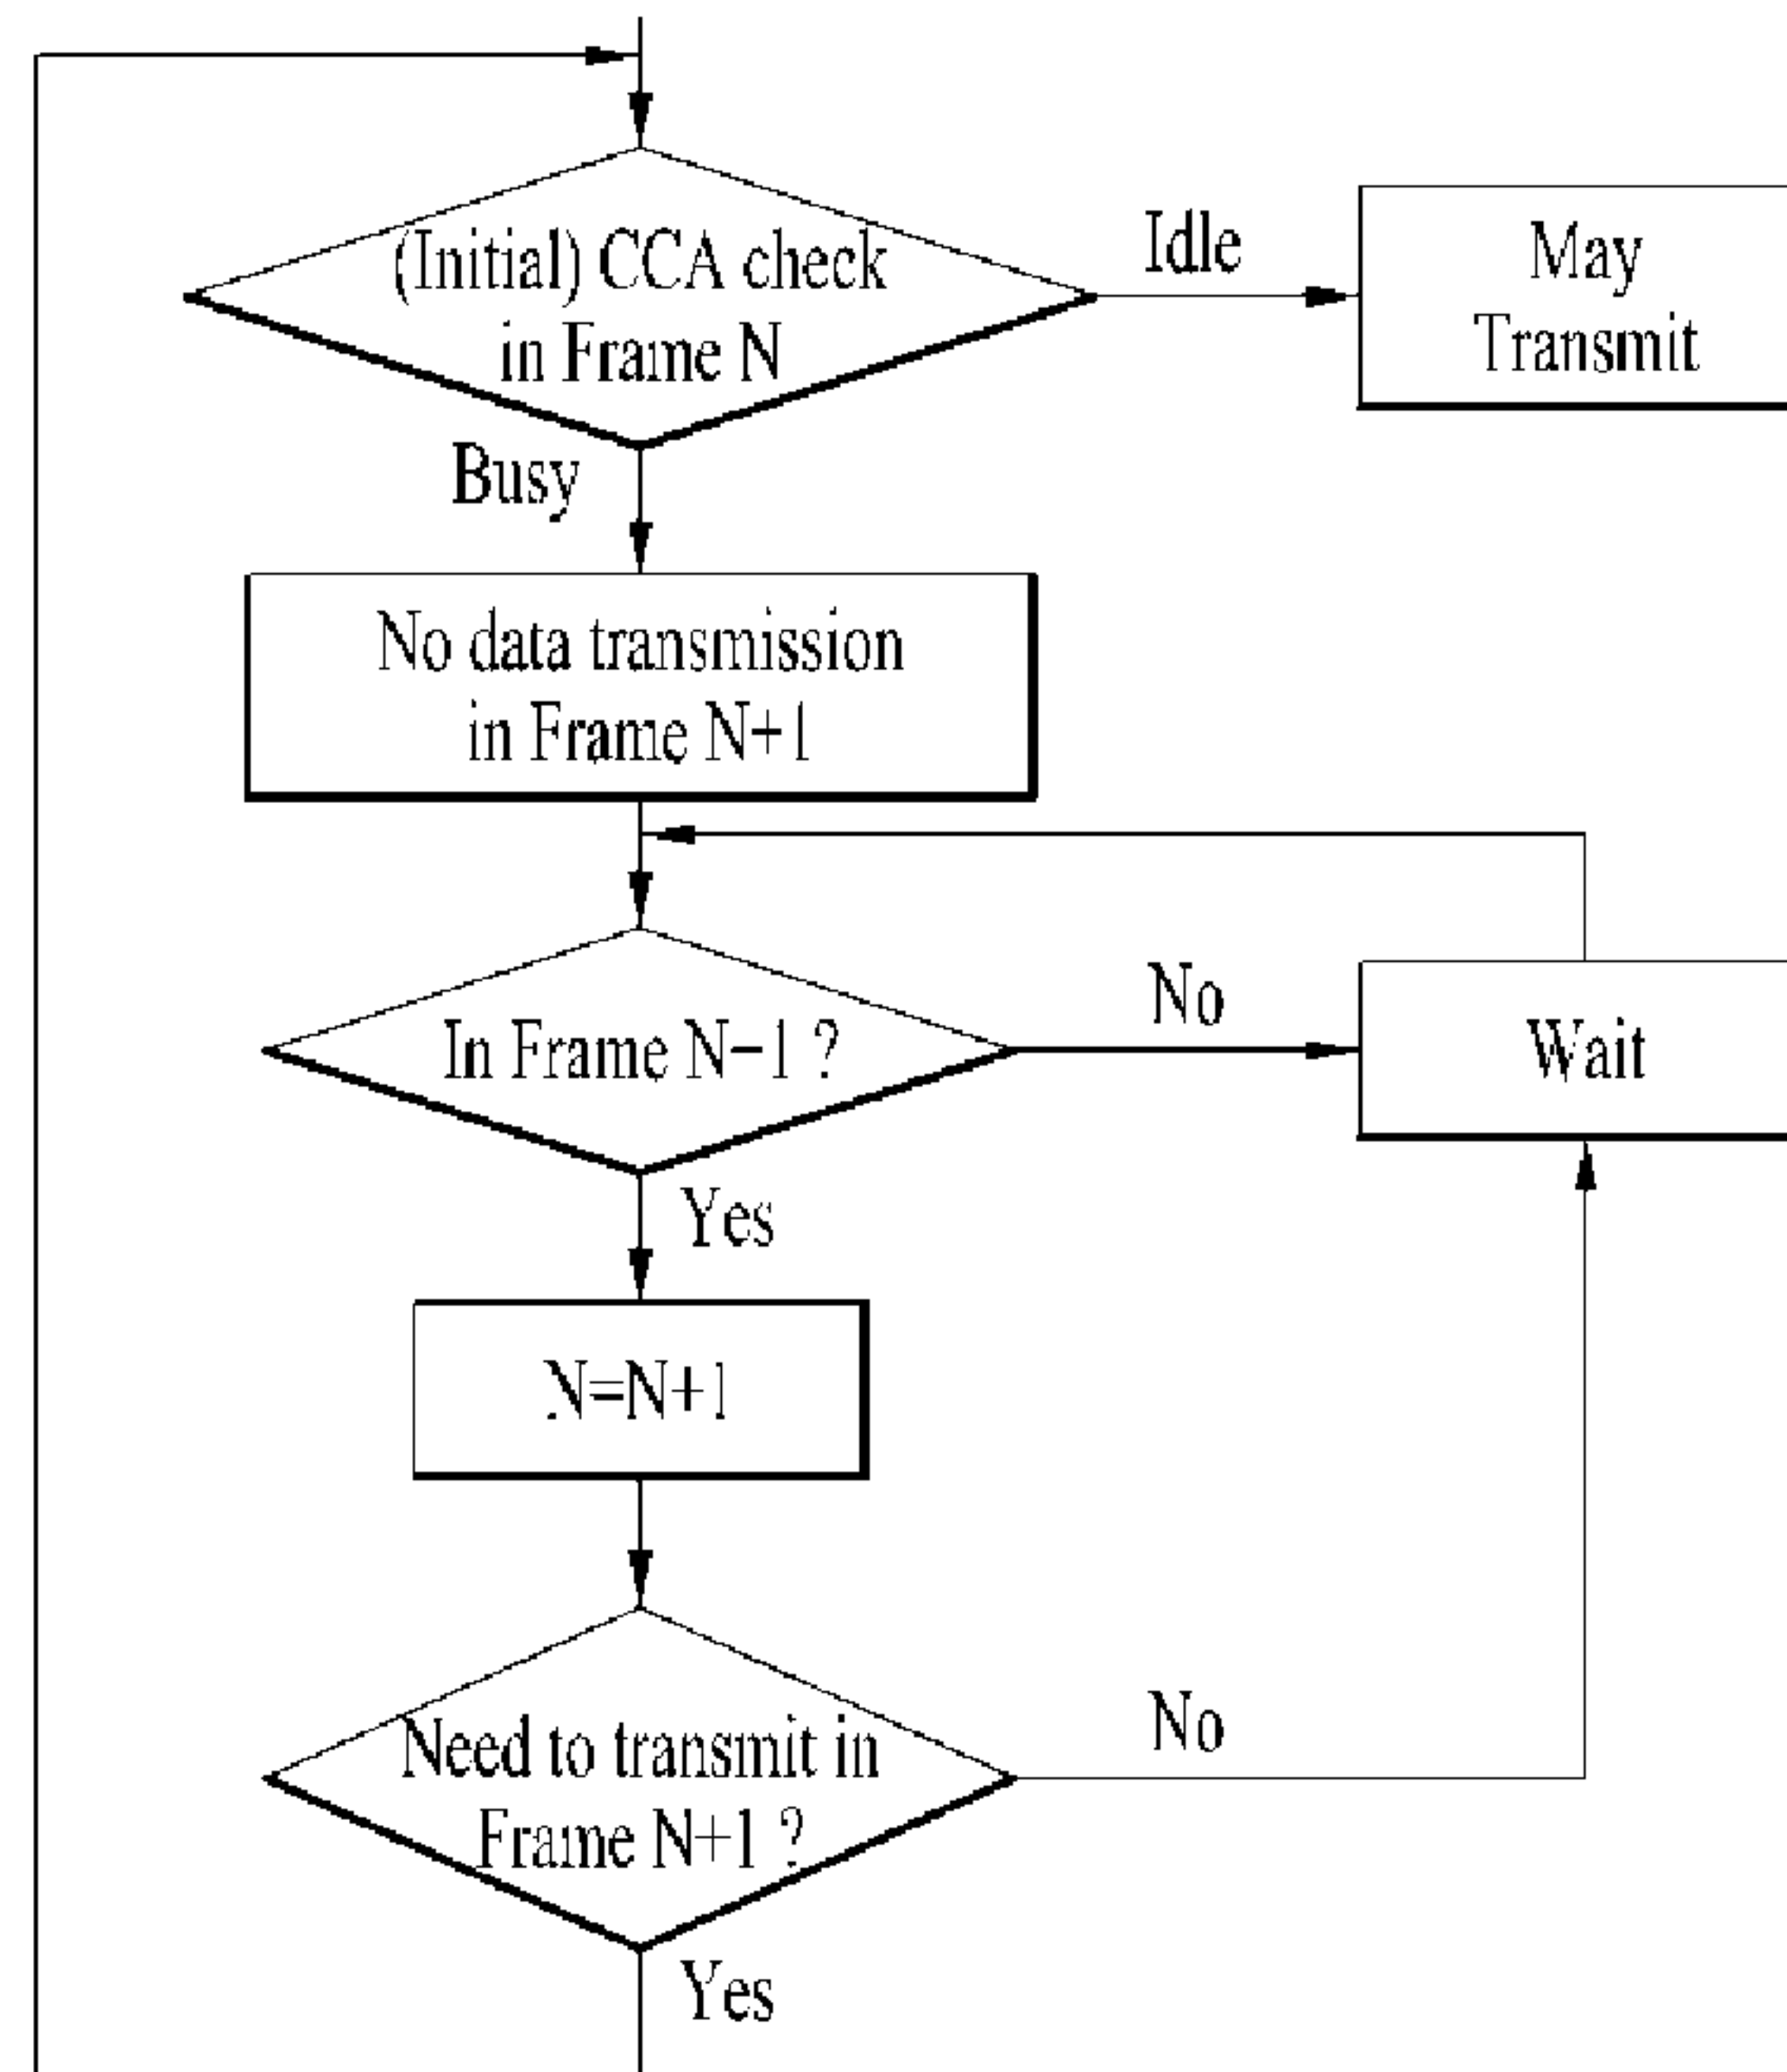 (Initial) CCA check
in Frame N
Idle
May
Transmit
Busy
No data transmission
in Frame N+1
In Frame N−1 ?
No
Wait
Yes
N=N+1
Need to transmit in
Frame N+1 ?
No
Yes